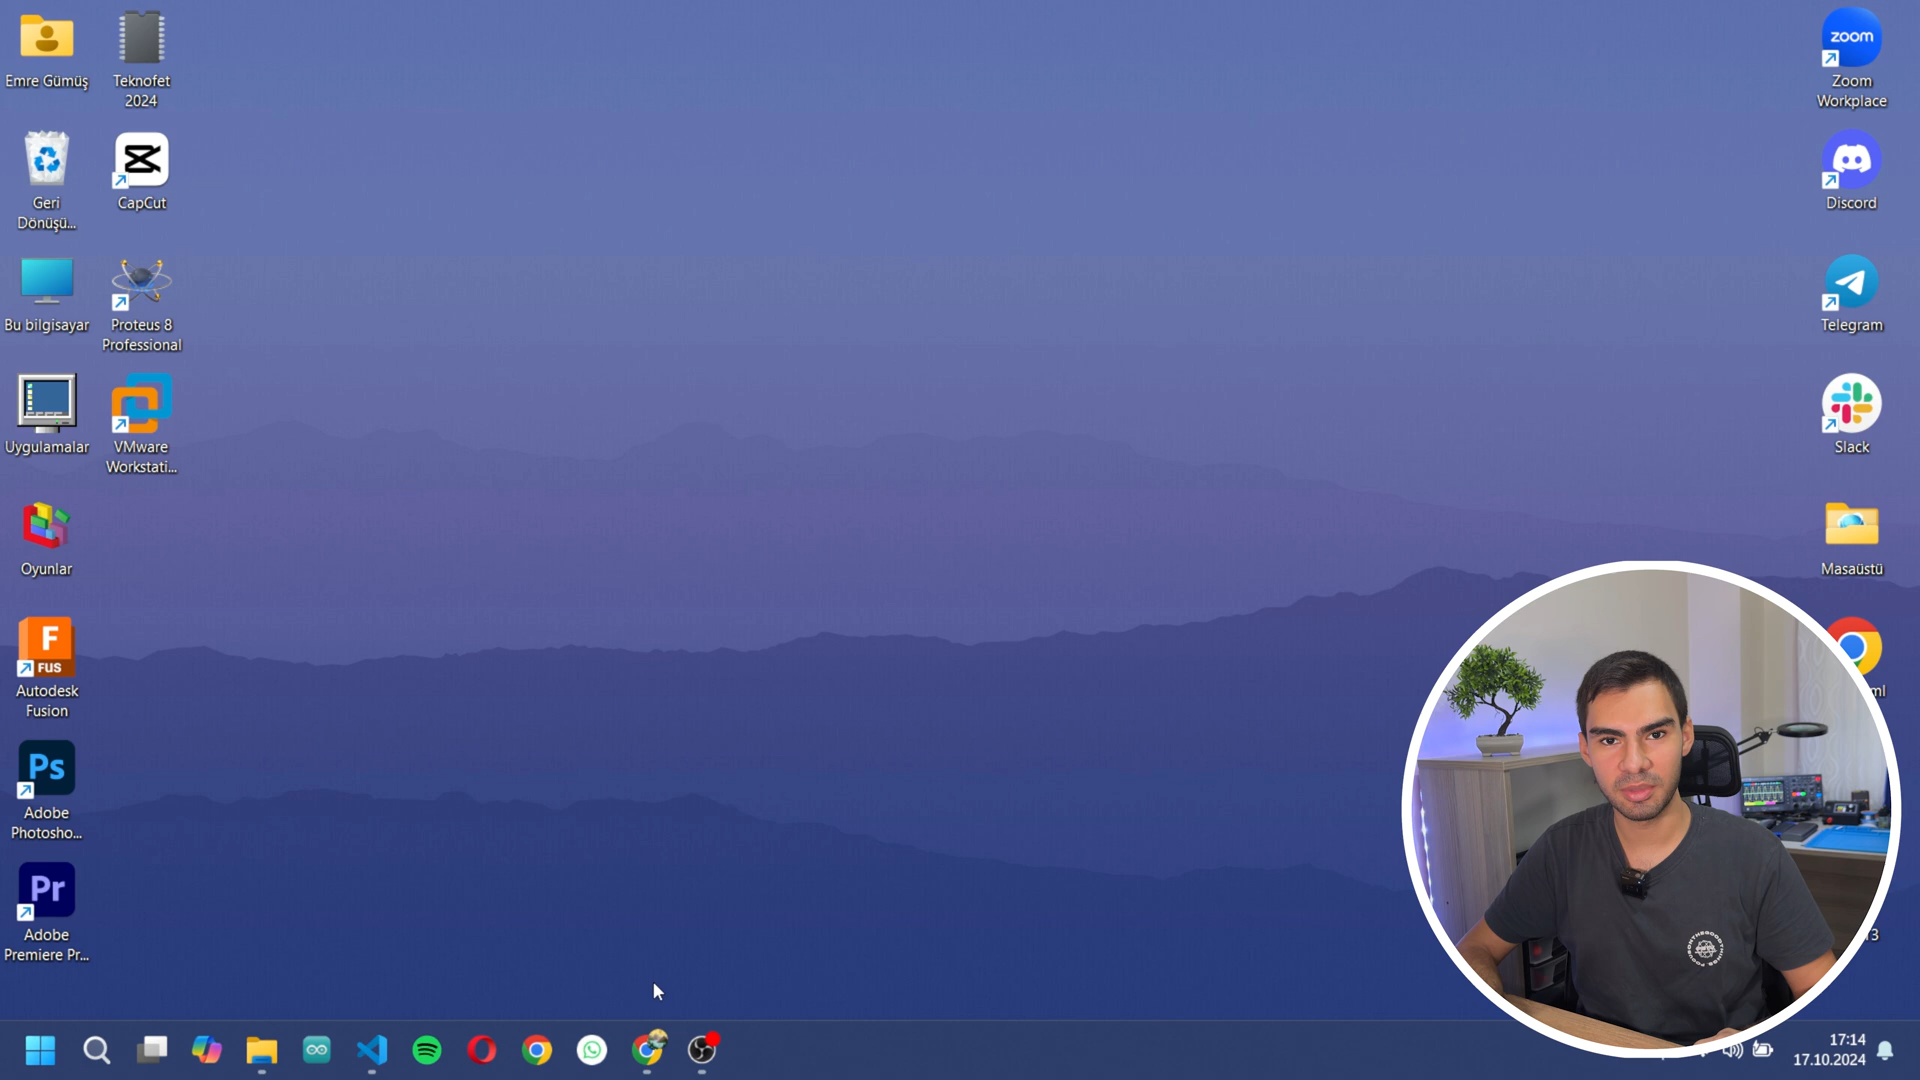 Emre Gümüş
Teknofet
2024
Geri
Dönüşü...
CapCut
Bu bilgisayar
Proteus 8
Professional
Uygulamalar
VMware
Workstati...
Oyunlar
F
FUS
Autodesk
Fusion
Ps
Adobe
Photosho...
Pr
Adobe
Premiere Pr...
zoom
Zoom
Workplace
Discord
Telegram
Slack
Masaüstü
ml
13
17:14
17.10.2024